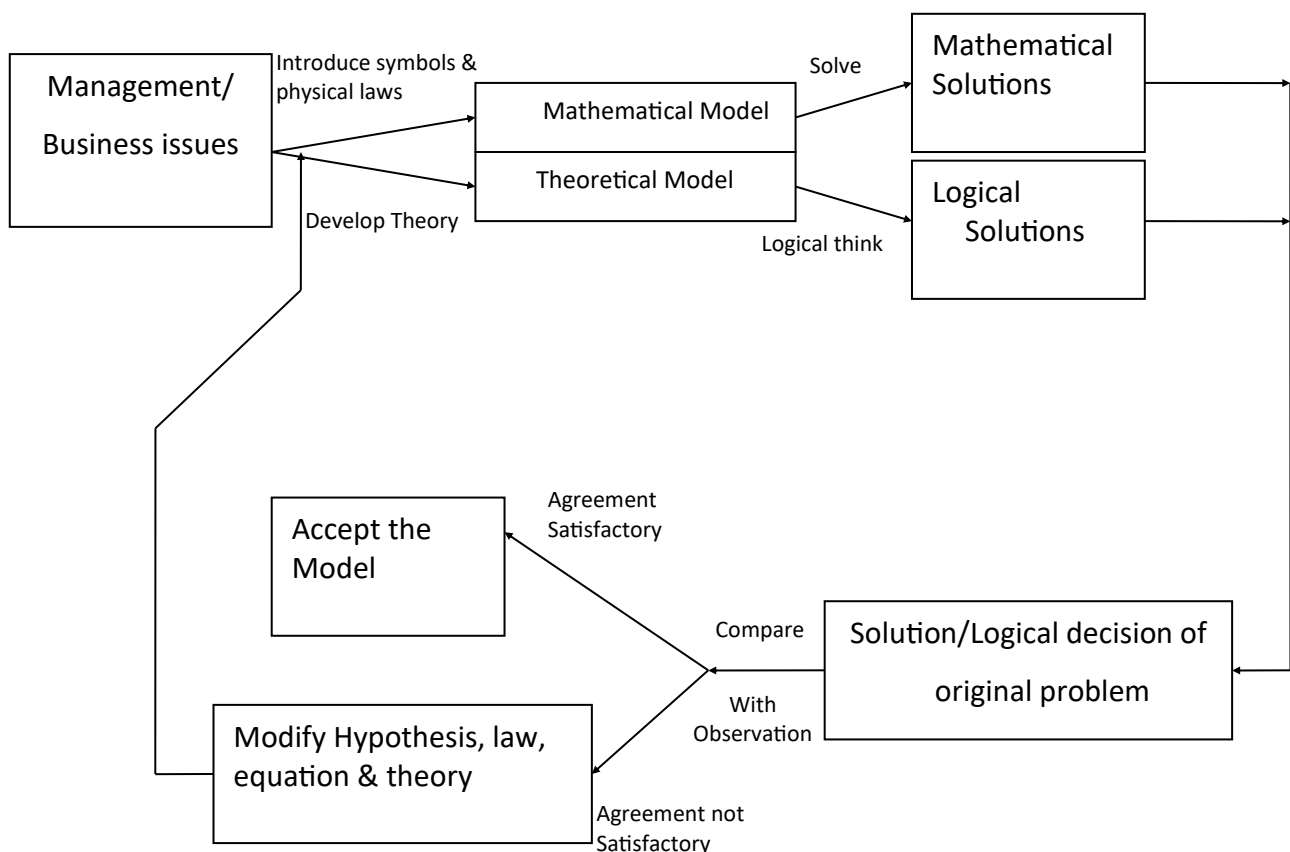 Management/
Business issues
Introduce symbols &
physical laws
Develop Theory
Mathematical Model
Theoretical Model
Solve
Logical think
Mathematical
Solutions
Logical
Solutions
Accept the
Model
Agreement
Satisfactory
Compare
With
Observation
Solution/Logical decision of
original problem
Modify Hypothesis, law,
equation & theory
Agreement not
Satisfactory